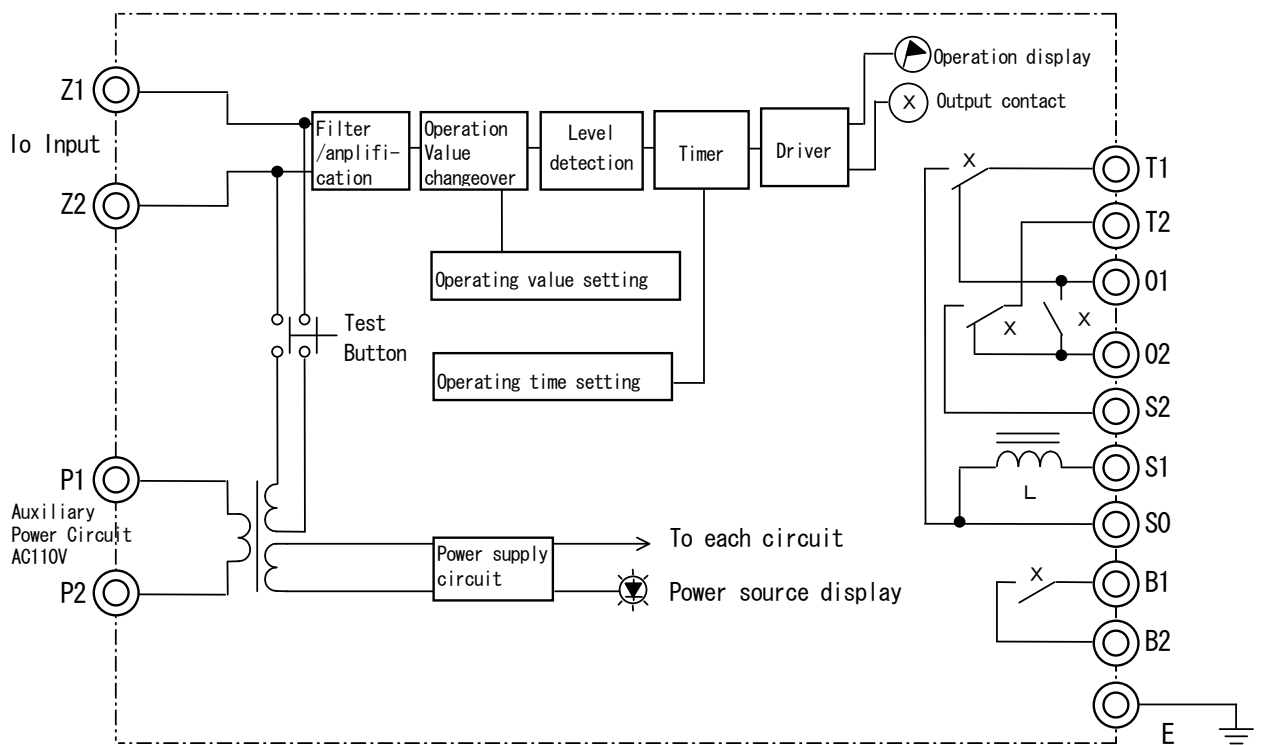 Z1
Io Input
Z2
Filter
/anplifi-
cation
Operation
Value
changeover
Level
detection
Timer
Driver
Operation display
X
Output contact
Operating value setting
Operating time setting
Test
Button
P1
Auxiliary
Power Circuit
AC110V
P2
Power supply
circuit
To each circuit
Power source display
X
T1
T2
O1
X
X
O2
S2
S1
L
S0
X
B1
B2
E